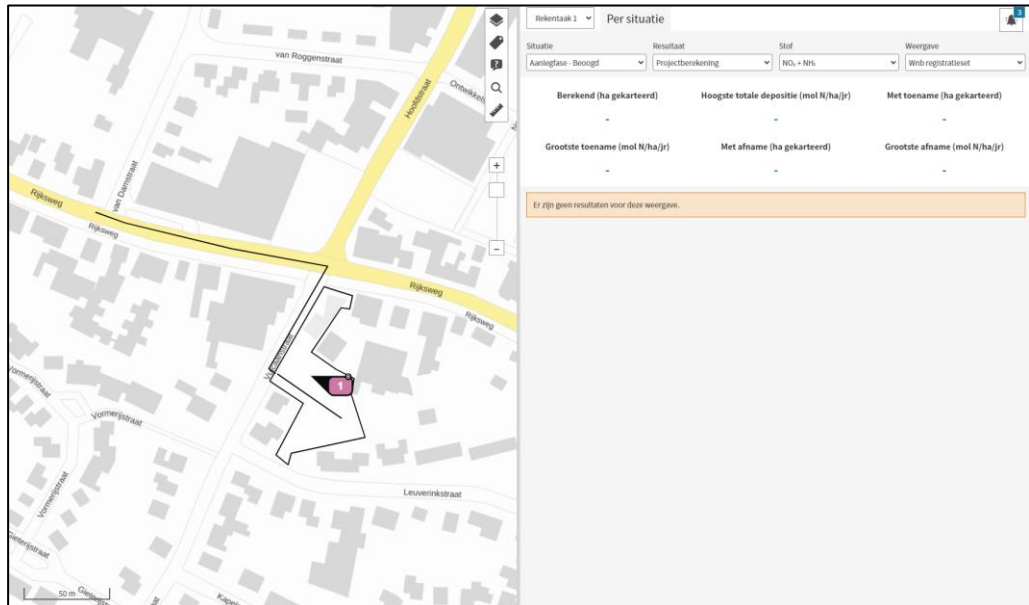 Rekentaak 1
Per situatie
3
Situatie
Resultaat
Stof
Weergave
Aanlegfase - Beoogd
Projectberekening
NOₓ + NH₃
Wnb registratieset
Berekend (ha gekarteerd)
Hoogste totale depositie (mol N/ha/jr)
Met toename (ha gekarteerd)
-
-
-
Grootste toename (mol N/ha/jr)
Met afname (ha gekarteerd)
Grootste afname (mol N/ha/jr)
-
-
-
Er zijn geen resultaten voor deze weergave.
van Roggenstraat
Hoofdstraat
van Damstraat
Rijksweg
Rijksweg
Rijksweg
Rijksweg
Vulcaanstraat
1
Vormerijstraat
Vormerijstraat
Vormerijstraat
Leuverinkstraat
Gieterijstraat
50 m
+
-